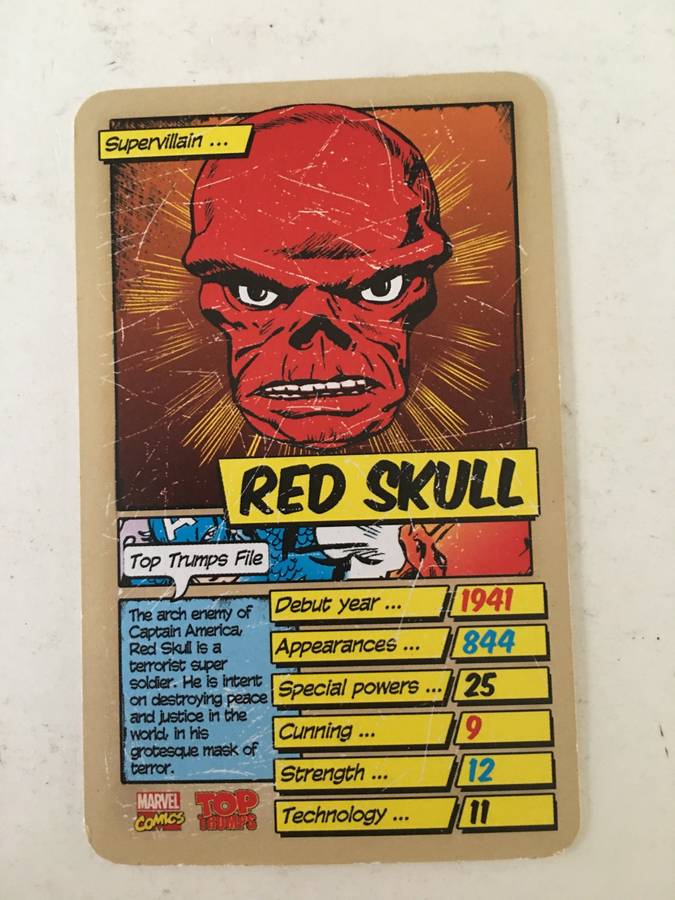 Supervillain ...
RED SKULL
Top Trumps File
The arch enemy of
Captain America,
Red Skull is a
terrorist super
soldier. He is intent
on destroying peace
and justice in the
world, in his
grotesque mask of
terror.
Debut year ... 1941
Appearances ... 844
Special powers ... 25
Cunning ... 9
Strength ... 12
Technology ... 11
MARVEL
COMICS
TOP
TRUMPS